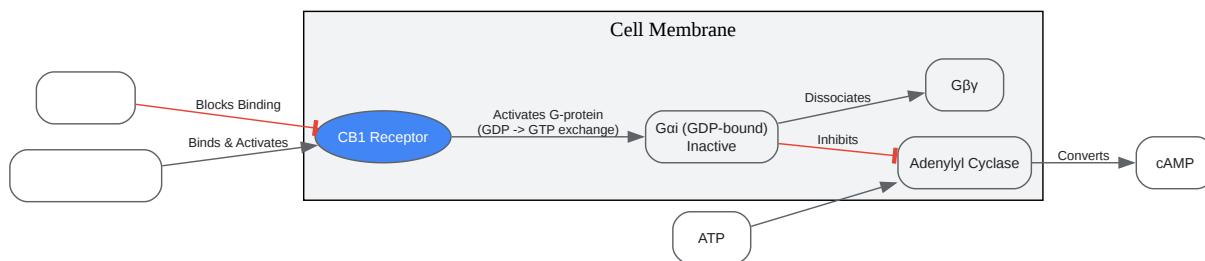 Cell Membrane
Blocks Binding
Binds & Activates
CB1 Receptor
Activates G-protein
(GDP -> GTP exchange)
Gαi (GDP-bound)
Inactive
Dissociates
Gβγ
Inhibits
Adenylyl Cyclase
Converts
cAMP
ATP